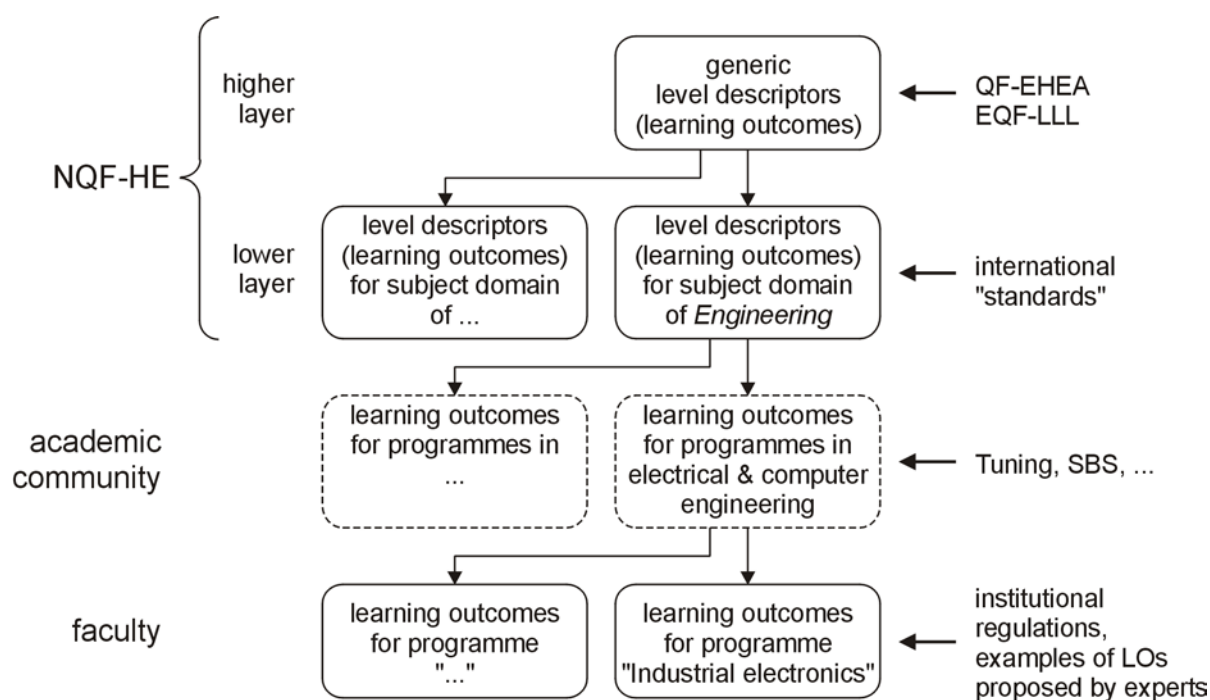 NQF-HE
higher
layer
generic
level descriptors
(learning outcomes)
QF-EHEA
EQF-LLL
lower
layer
level descriptors
(learning outcomes)
for subject domain
of ...
level descriptors
(learning outcomes)
for subject domain
of Engineering
international
"standards"
academic
community
learning outcomes
for programmes in
...
learning outcomes
for programmes in
electrical & computer
engineering
Tuning, SBS, ...
faculty
learning outcomes
for programme
"..."
learning outcomes
for programme
"Industrial electronics"
institutional
regulations,
examples of LOs
proposed by experts